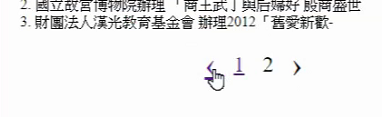 2. 國立故宮博物院辦理 「商王武丁與后婦好 殷商盛世
3. 財團法人漢光教育基金會 辦理2012「舊愛新歡-
‹ 1 2 ›